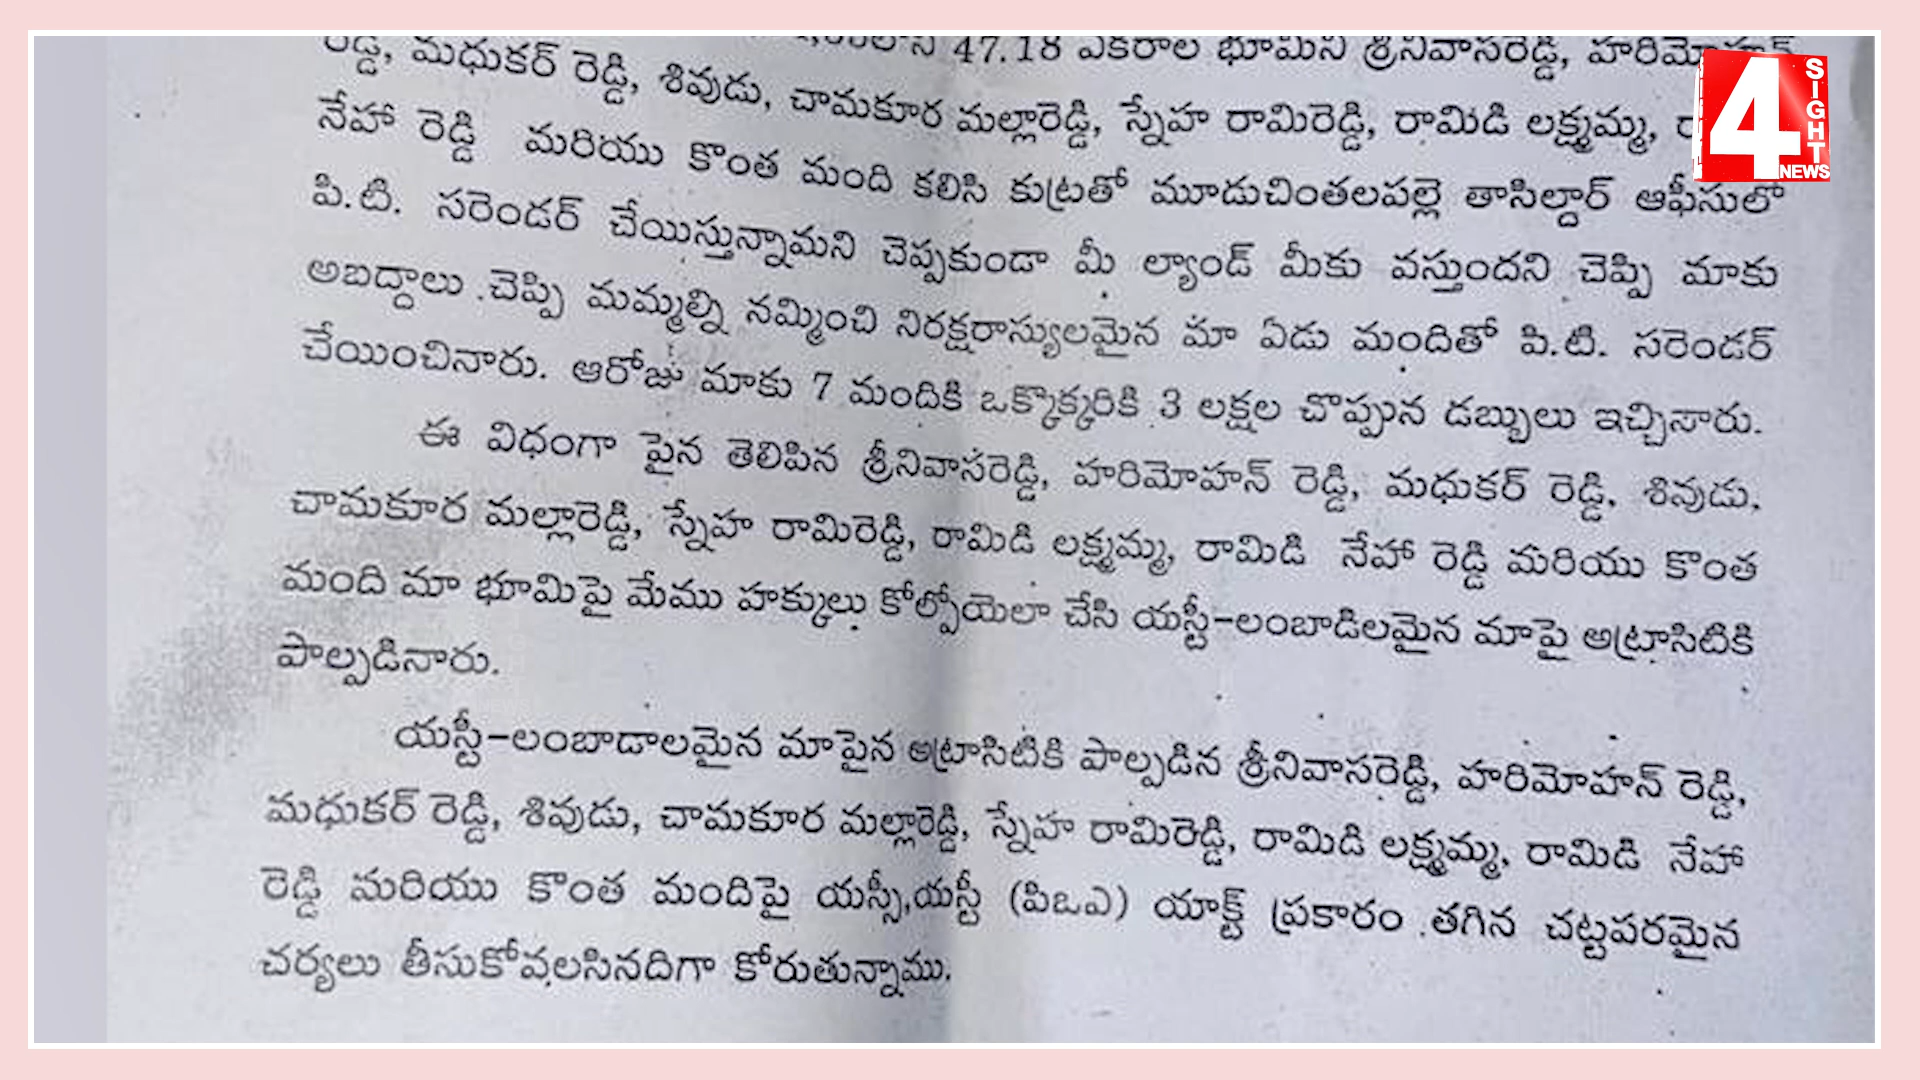 47.18 ఎకరాల భూమిని శ్రీనివాసరెడ్డి, హరిమోహన్
రెడ్డి, మధుకర్ రెడ్డి, శివుడు, చామకూర మల్లారెడ్డి, స్నేహ రామిరెడ్డి, రామిడి లక్ష్మమ్మ,
నేహా రెడ్డి మరియు కొంత మంది కలిసి కుట్రతో మూడుచింతలపల్లె తాసిల్దార్ ఆఫీసులో
పి.టి. సరెండర్ చేయిస్తున్నామని చెప్పకుండా మీ ల్యాండ్ మీకు వస్తుందని చెప్పి మాకు
అబద్దాలు చెప్పి మమ్మల్ని నమ్మించి నిరక్షరాస్యులమైన మా ఏడు మందితో పి.టి. సరెండర్
చేయించినారు. ఆరోజు మాకు 7 మందికి ఒక్కొక్కరికి 3 లక్షల చొప్పున డబ్బులు ఇచ్చినారు.
ఈ విధంగా పైన తెలిపిన శ్రీనివాసరెడ్డి, హరిమోహన్ రెడ్డి, మధుకర్ రెడ్డి, శివుడు,
చామకూర మల్లారెడ్డి, స్నేహ రామిరెడ్డి, రామిడి లక్ష్మమ్మ, రామిడి నేహా రెడ్డి మరియు కొంత
మంది మా భూమిపై మేము హక్కులు కోల్పోయెలా చేసి యస్టీ-లంబాడిలమైన మాపై అట్రాసిటికి
పాల్పడినారు.
యస్టీ-లంబాడాలమైన మాపైన అట్రాసిటికి పాల్పడిన శ్రీనివాసరెడ్డి, హరిమోహన్ రెడ్డి,
మధుకర్ రెడ్డి, శివుడు, చామకూర మల్లారెడ్డి, స్నేహ రామిరెడ్డి, రామిడి లక్ష్మమ్మ, రామిడి నేహా
రెడ్డి మరియు కొంత మందిపై యస్సీ,యస్టీ (పిఒఎ) యాక్ట్ ప్రకారం తగిన చట్టపరమైన
చర్యలు తీసుకోవలసినదిగా కోరుతున్నాము.
4 SIGHT NEWS